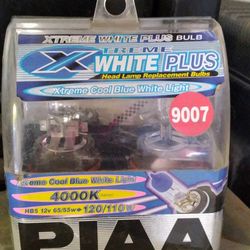 XTREME WHITE PLUS BULB
XTREME
WHITE PLUS
Head Lamp Replacement Bulbs
Xtreme Cool Blue White Light
9007
Xtreme Cool Blue White Light
4000K
HB5 12v 65/55w 120/110w
PIAA